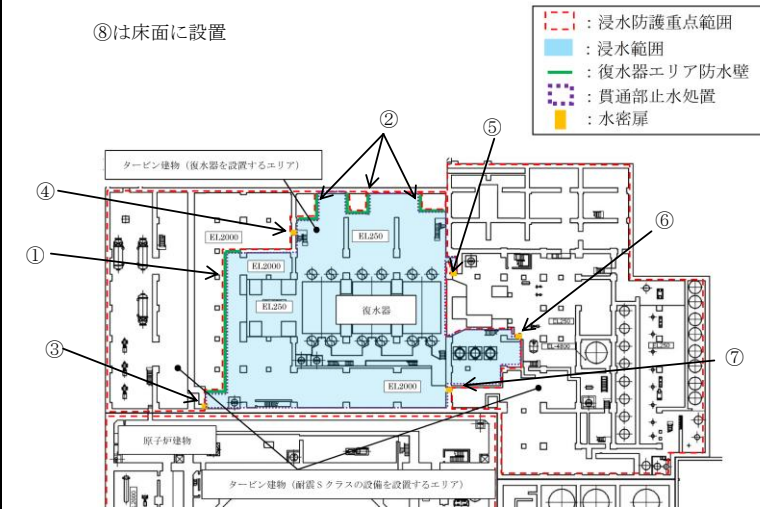 ⑧は床面に設置
：浸水防護重点範囲
：浸水範囲
：復水器エリア防水壁
：貫通部止水処置
：水密扉
②
⑤
タービン建物（復水器を設置するエリア）
④
⑥
EL2000
EL250
①
EL2000
EL250
復水器
EL250
EL250
③
EL2000
⑦
原子炉建物
タービン建物（耐震Sクラスの設備を設置するエリア）